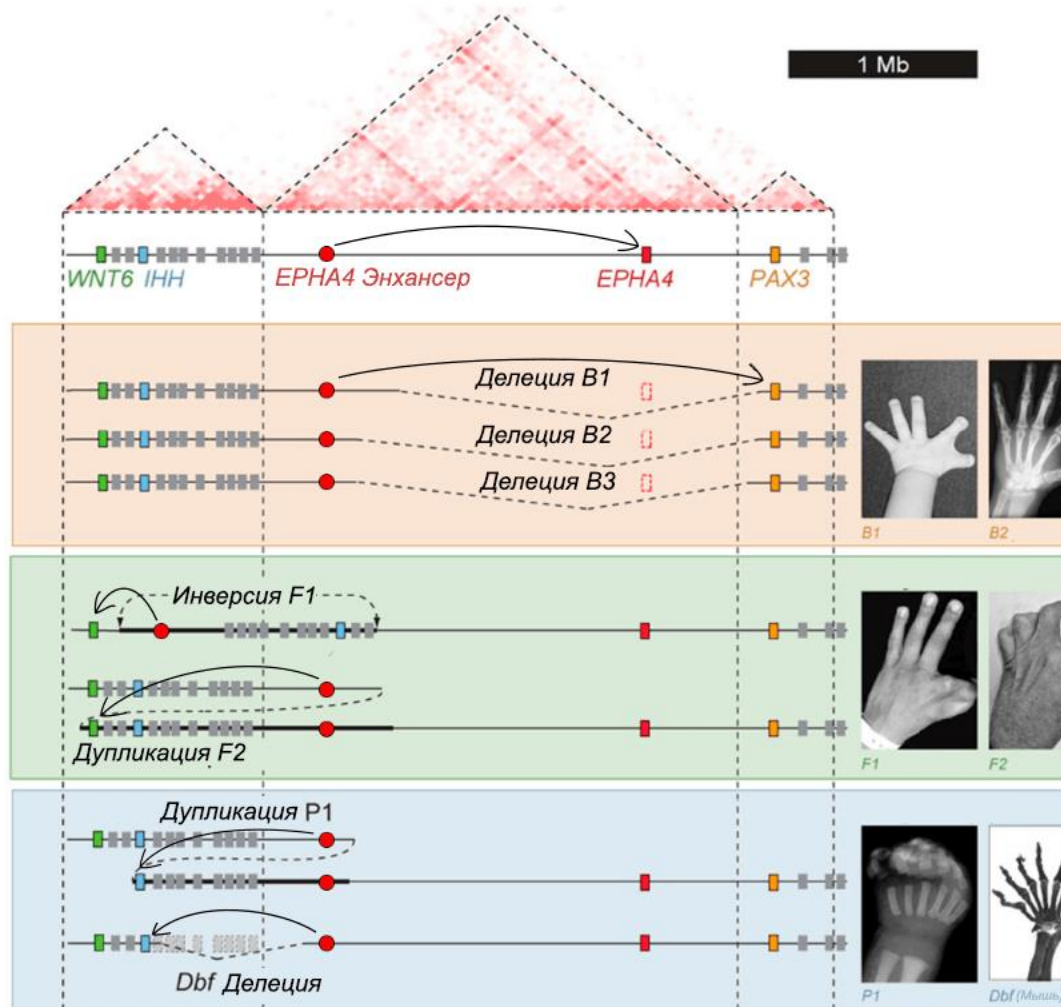 1 Mb
WNT6 IHH EPHA4 Энхансер EPHA4 PAX3
Делеция B1
Делеция B2
Делеция B3
B1 B2
Инверсия F1
Дупликация F2
F1 F2
Дупликация P1
Dbf Делеция
P1 Dbf (Мышь)